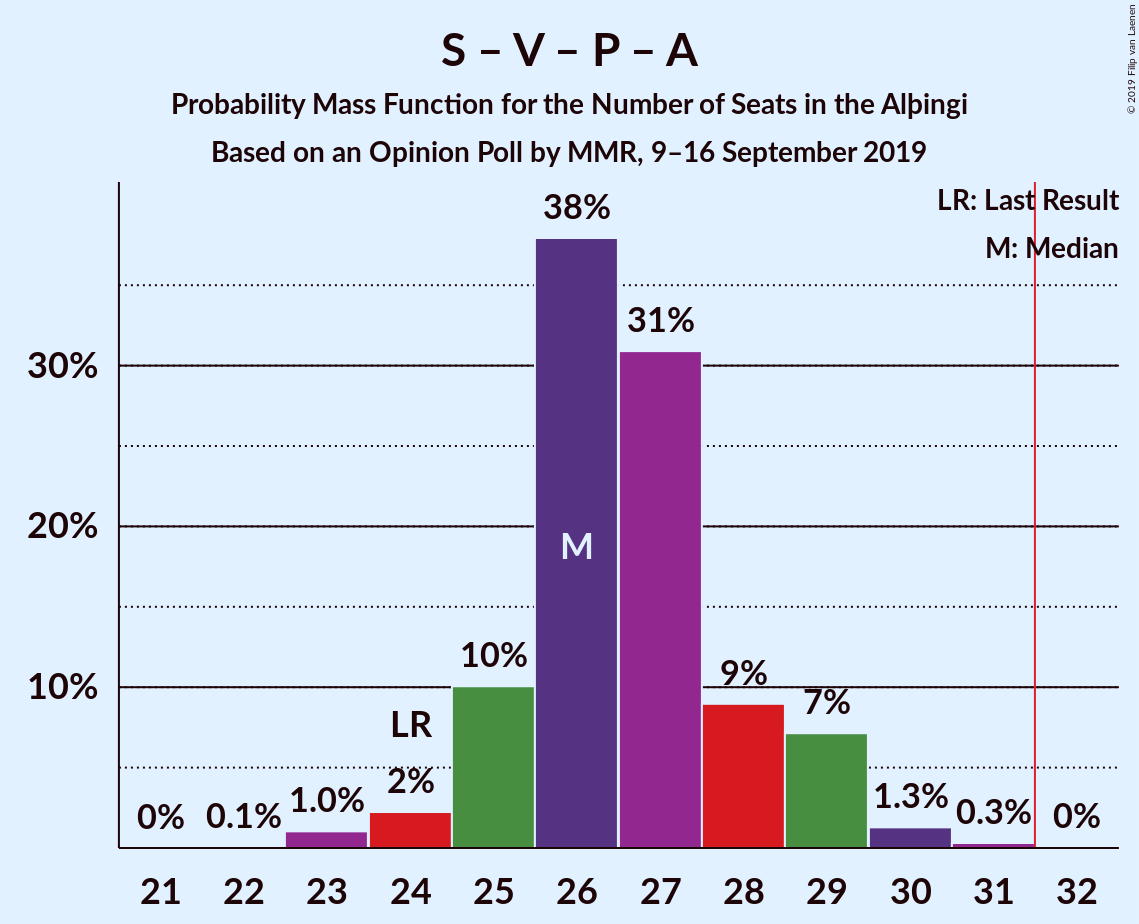 S – V – P – A
Probability Mass Function for the Number of Seats in the Alþingi
Based on an Opinion Poll by MMR, 9–16 September 2019
© 2019 Filip van Laenen
LR: Last Result
M: Median
38%
31%
30%
20%
M
10%
10%
9%
7%
LR
2%
0%
0.1%
1.0%
1.3%
0.3%
0%
21 22 23 24 25 26 27 28 29 30 31 32